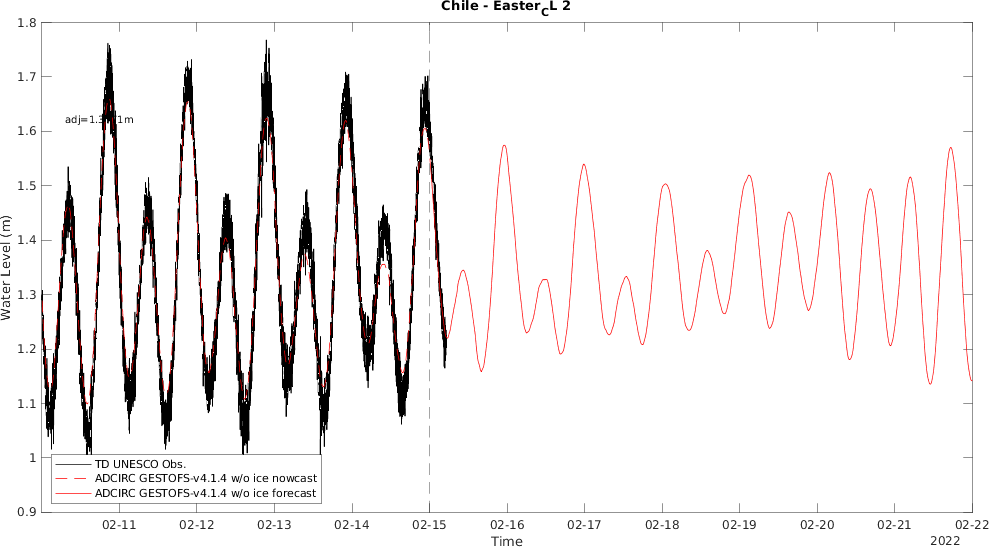 Chile - EasterCL 2
1.8
1.7
1.6
1.5
1.4
1.3
1.2
1.1
1
0.9
Water Level (m)
TD UNESCO Obs.
ADCIRC GESTOFS-v4.1.4 w/o ice nowcast
ADCIRC GESTOFS-v4.1.4 w/o ice forecast
02-11 02-12 02-13 02-14 02-15 02-16 02-17 02-18 02-19 02-20 02-21 02-22
Time
2022